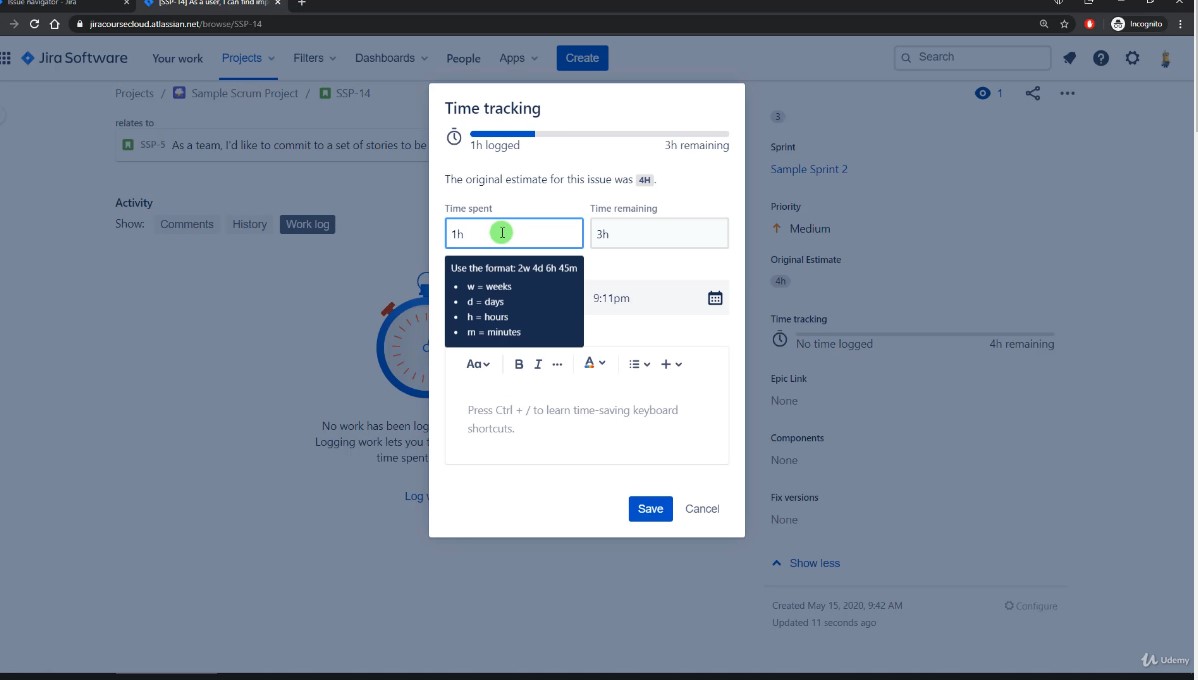 Issue navigator - Jira
[SSP-14] As a user, I can find im
jiracoursecloud.atlassian.net/browse/SSP-14
Incognito
Jira Software
Your work
Projects
Filters
Dashboards
People
Apps
Create
Search
Projects / Sample Scrum Project / SSP-14
1
relates to
SSP-5 As a team, I'd like to commit to a set of stories to be
Activity
Show:
Comments
History
Work log
No work has been log
Logging work lets you t
time spent
Log
Time tracking
1h logged
3h remaining
The original estimate for this issue was 4H.
Time spent
Time remaining
1h
3h
Use the format: 2w 4d 6h 45m
• w = weeks
• d = days
• h = hours
• m = minutes
9:11pm
Aa
B
I
A
Press Ctrl + / to learn time-saving keyboard
shortcuts.
Save
Cancel
3
Sprint
Sample Sprint 2
Priority
Medium
Original Estimate
4h
Time tracking
No time logged
4h remaining
Epic Link
None
Components
None
Fix versions
None
Show less
Created May 15, 2020, 9:42 AM
Updated 11 seconds ago
Configure
Udemy